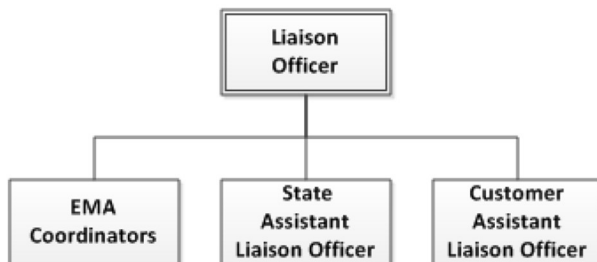 Liaison
Officer
EMA
Coordinators
State
Assistant
Liaison Officer
Customer
Assistant
Liaison Officer